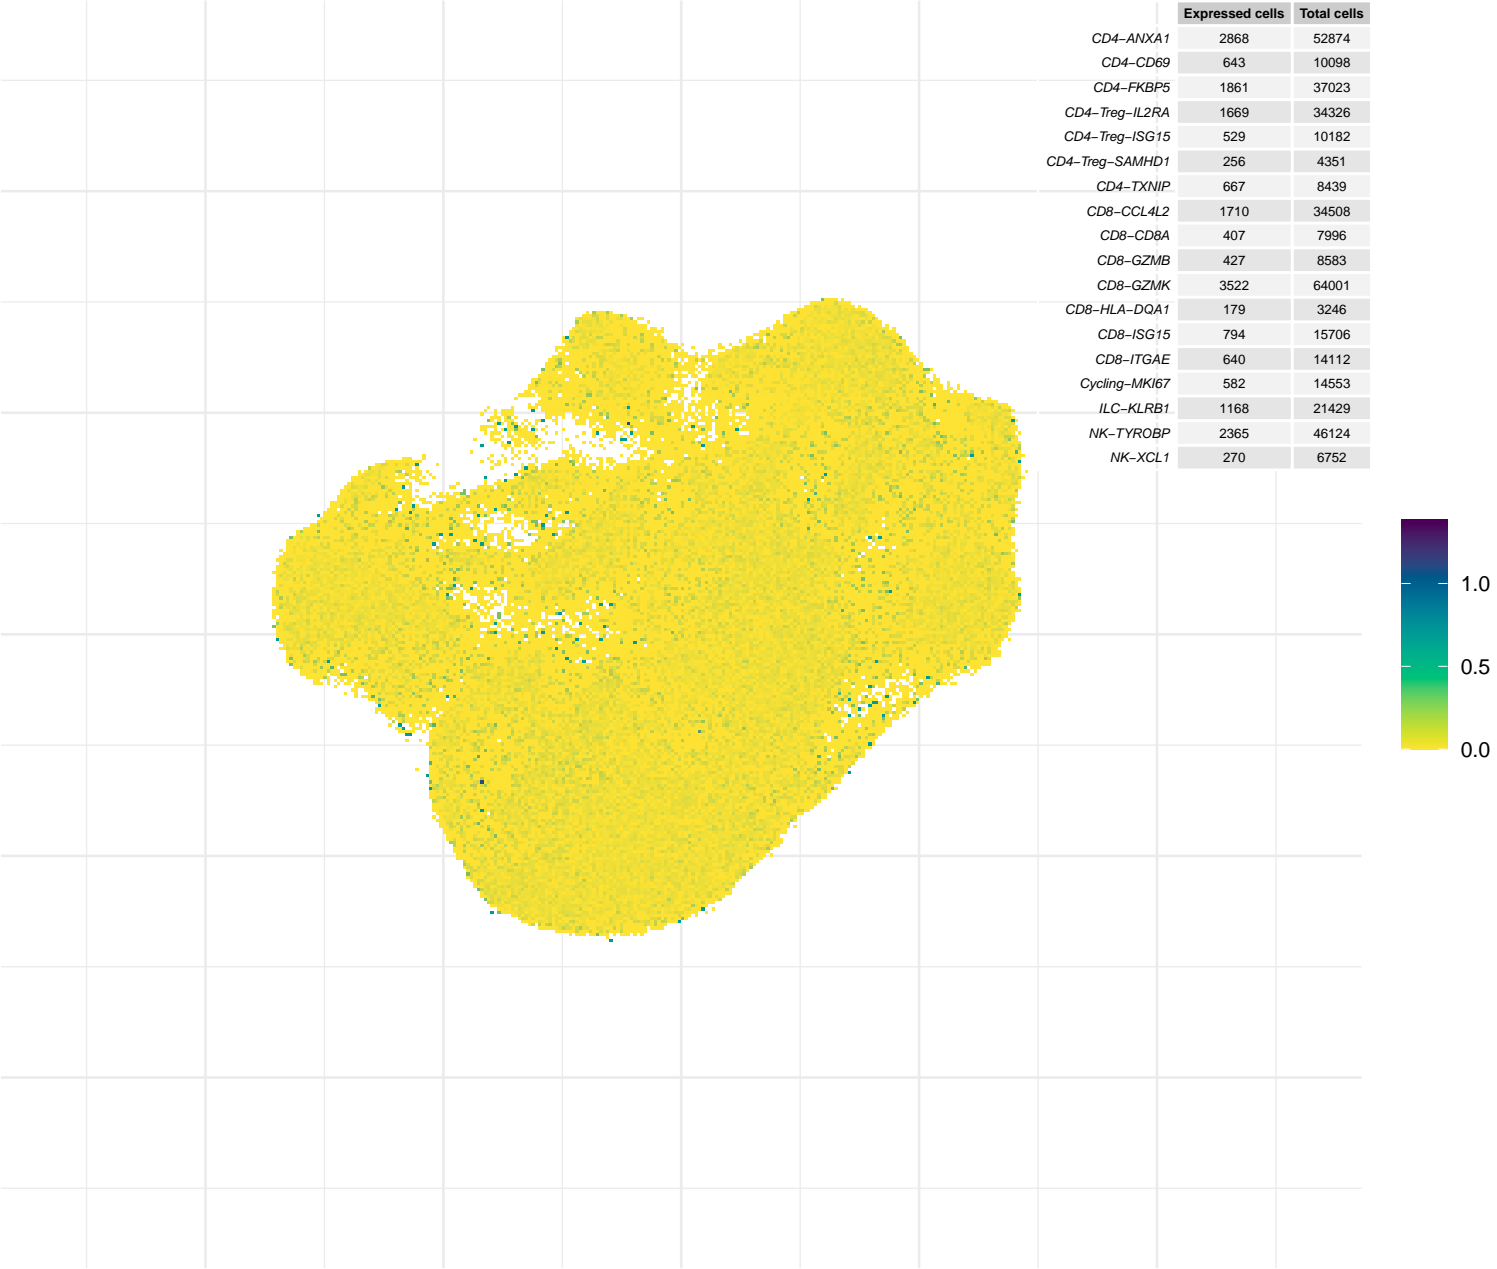 Expressed cells Total cells
CD4−ANXA1 2868 52874
CD4−CD69 643 10098
CD4−FKBP5 1861 37023
CD4−Treg−IL2RA 1669 34326
CD4−Treg−ISG15 529 10182
CD4−Treg−SAMHD1 256 4351
CD4−TXNIP 667 8439
CD8−CCL4L2 1710 34508
CD8−CD8A 407 7996
CD8−GZMB 427 8583
CD8−GZMK 3522 64001
CD8−HLA−DQA1 179 3246
CD8−ISG15 794 15706
CD8−ITGAE 640 14112
Cycling−MKI67 582 14553
ILC−KLRB1 1168 21429
NK−TYROBP 2365 46124
NK−XCL1 270 6752
1.0
0.5
0.0